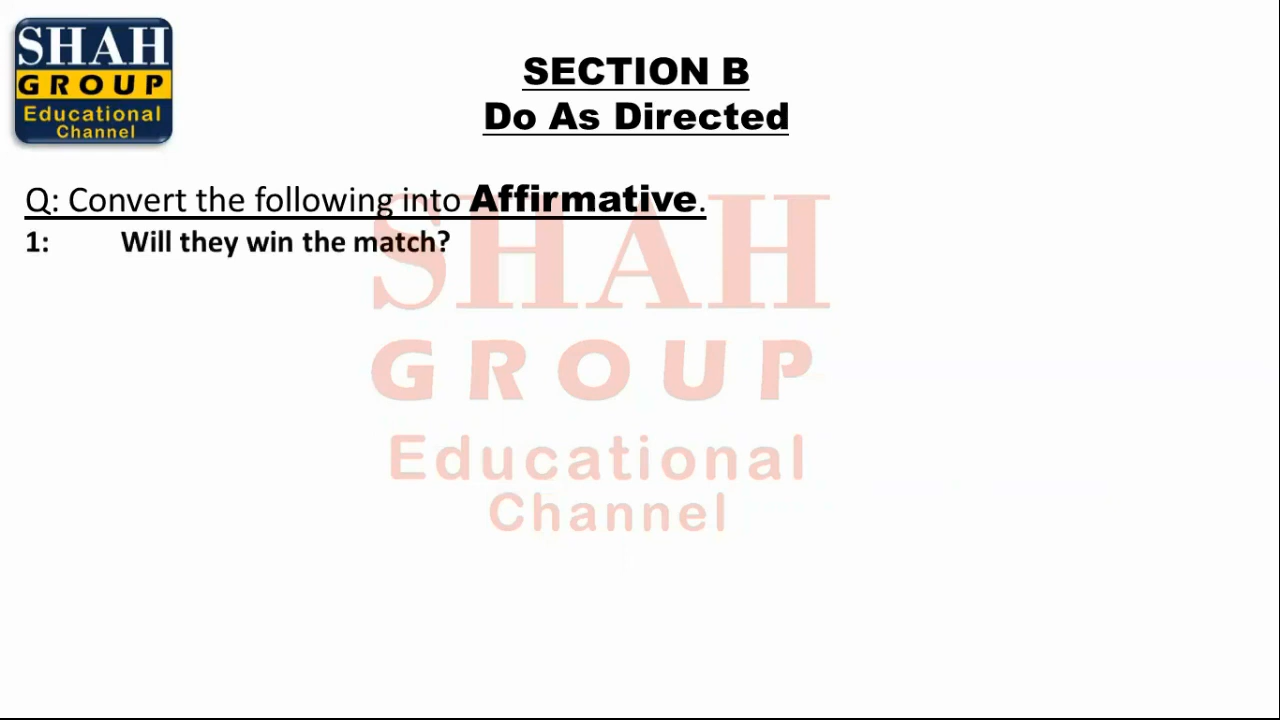 SHAH
GROUP
Educational
Channel
SECTION B
Do As Directed
Q: Convert the following into Affirmative.
1: Will they win the match?
SHAH
GROUP
Educational
Channel